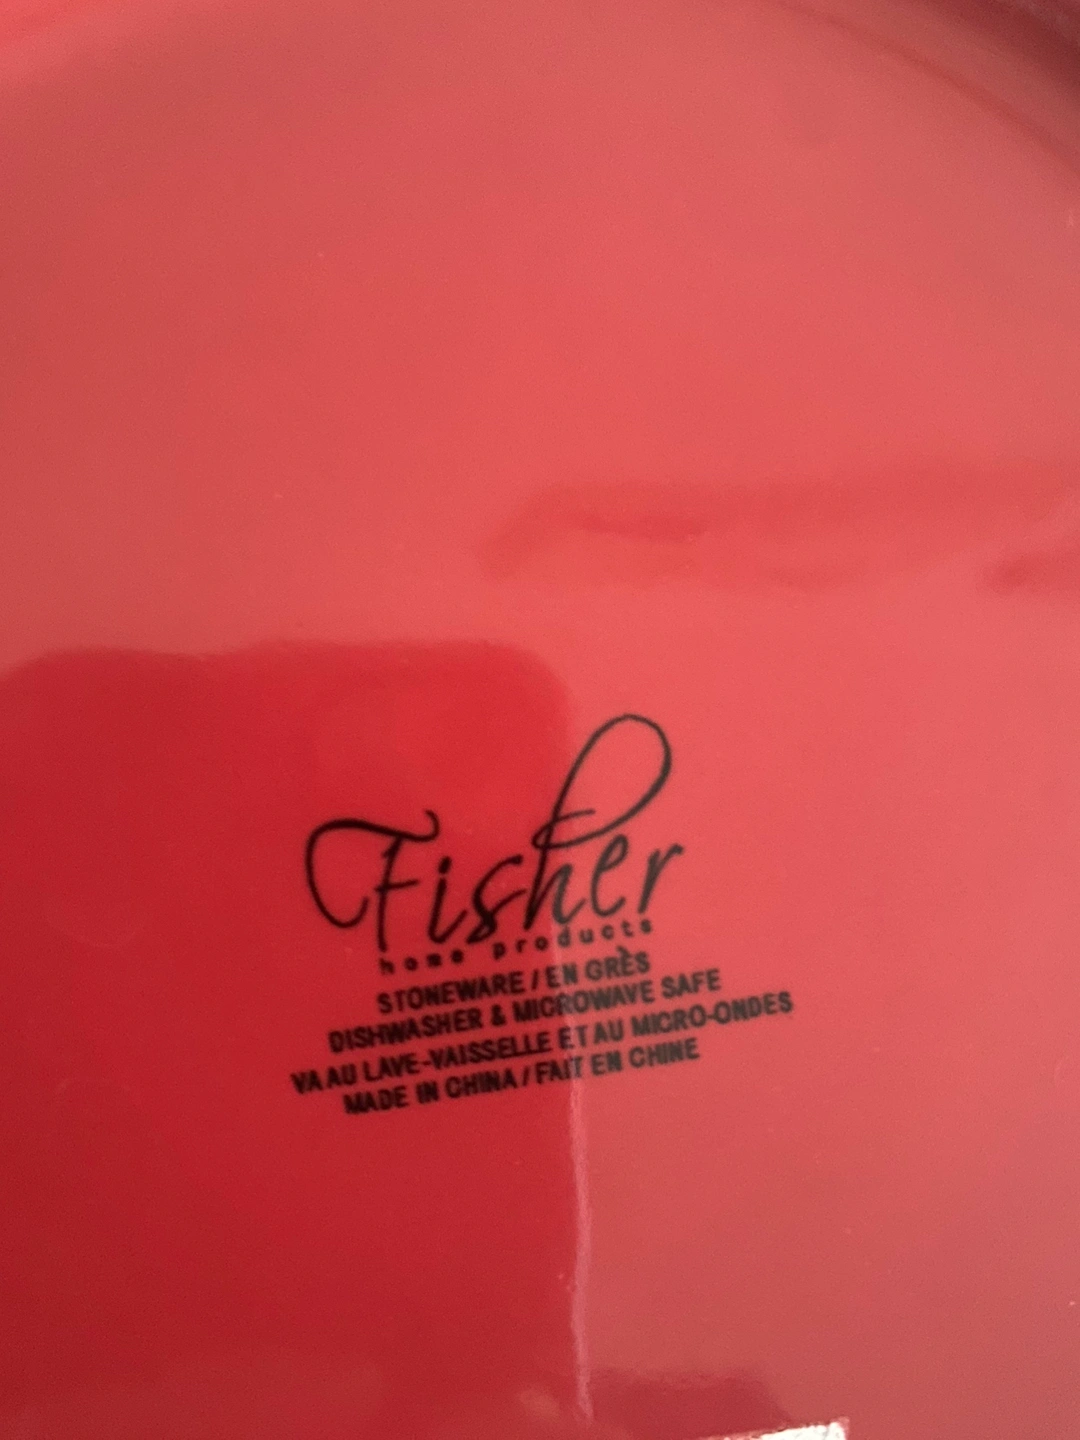 Fisher
home products
STONEWARE / EN GRÈS
DISHWASHER & MICROWAVE SAFE
VA AU LAVE-VAISSELLE ET AU MICRO-ONDES
MADE IN CHINA / FAIT EN CHINE